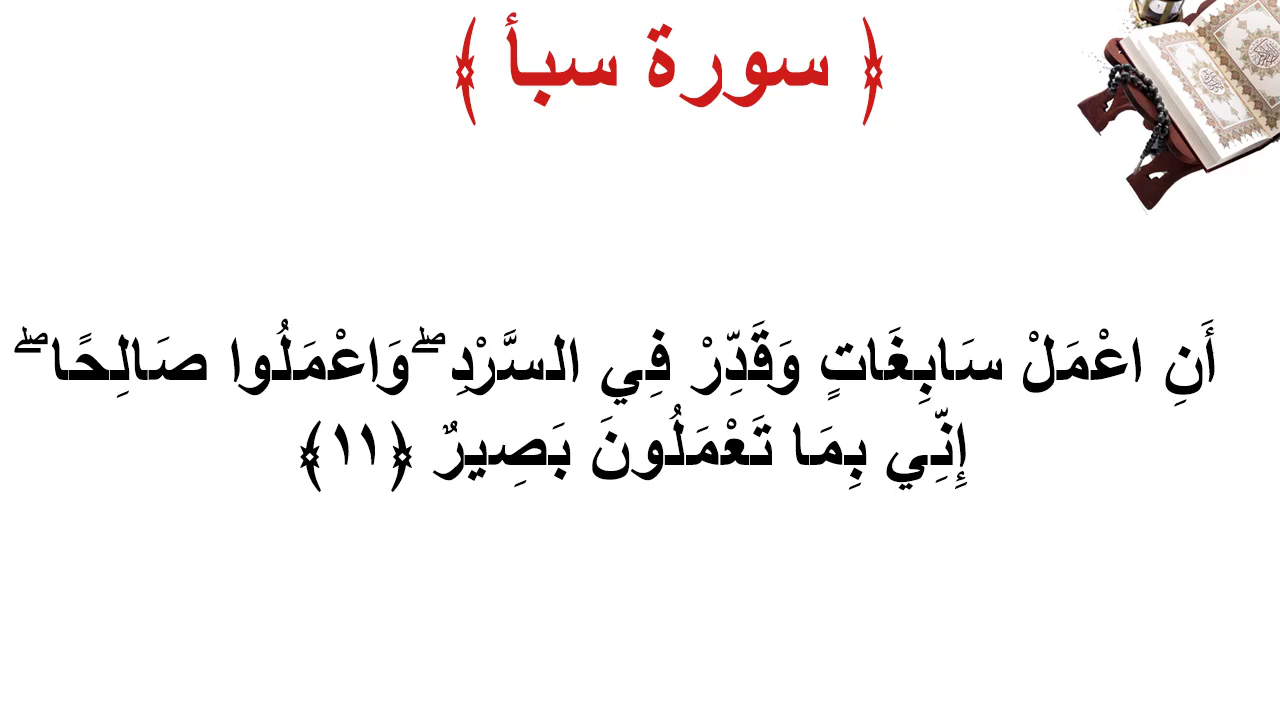 ﴿ سورة سبأ ﴾
أَنِ اعْمَلْ سَابِغَاتٍ وَقَدِّرْ فِي السَّرْدِ ۖ وَاعْمَلُوا صَالِحًا ۖ
إِنِّي بِمَا تَعْمَلُونَ بَصِيرٌ ﴿١١﴾